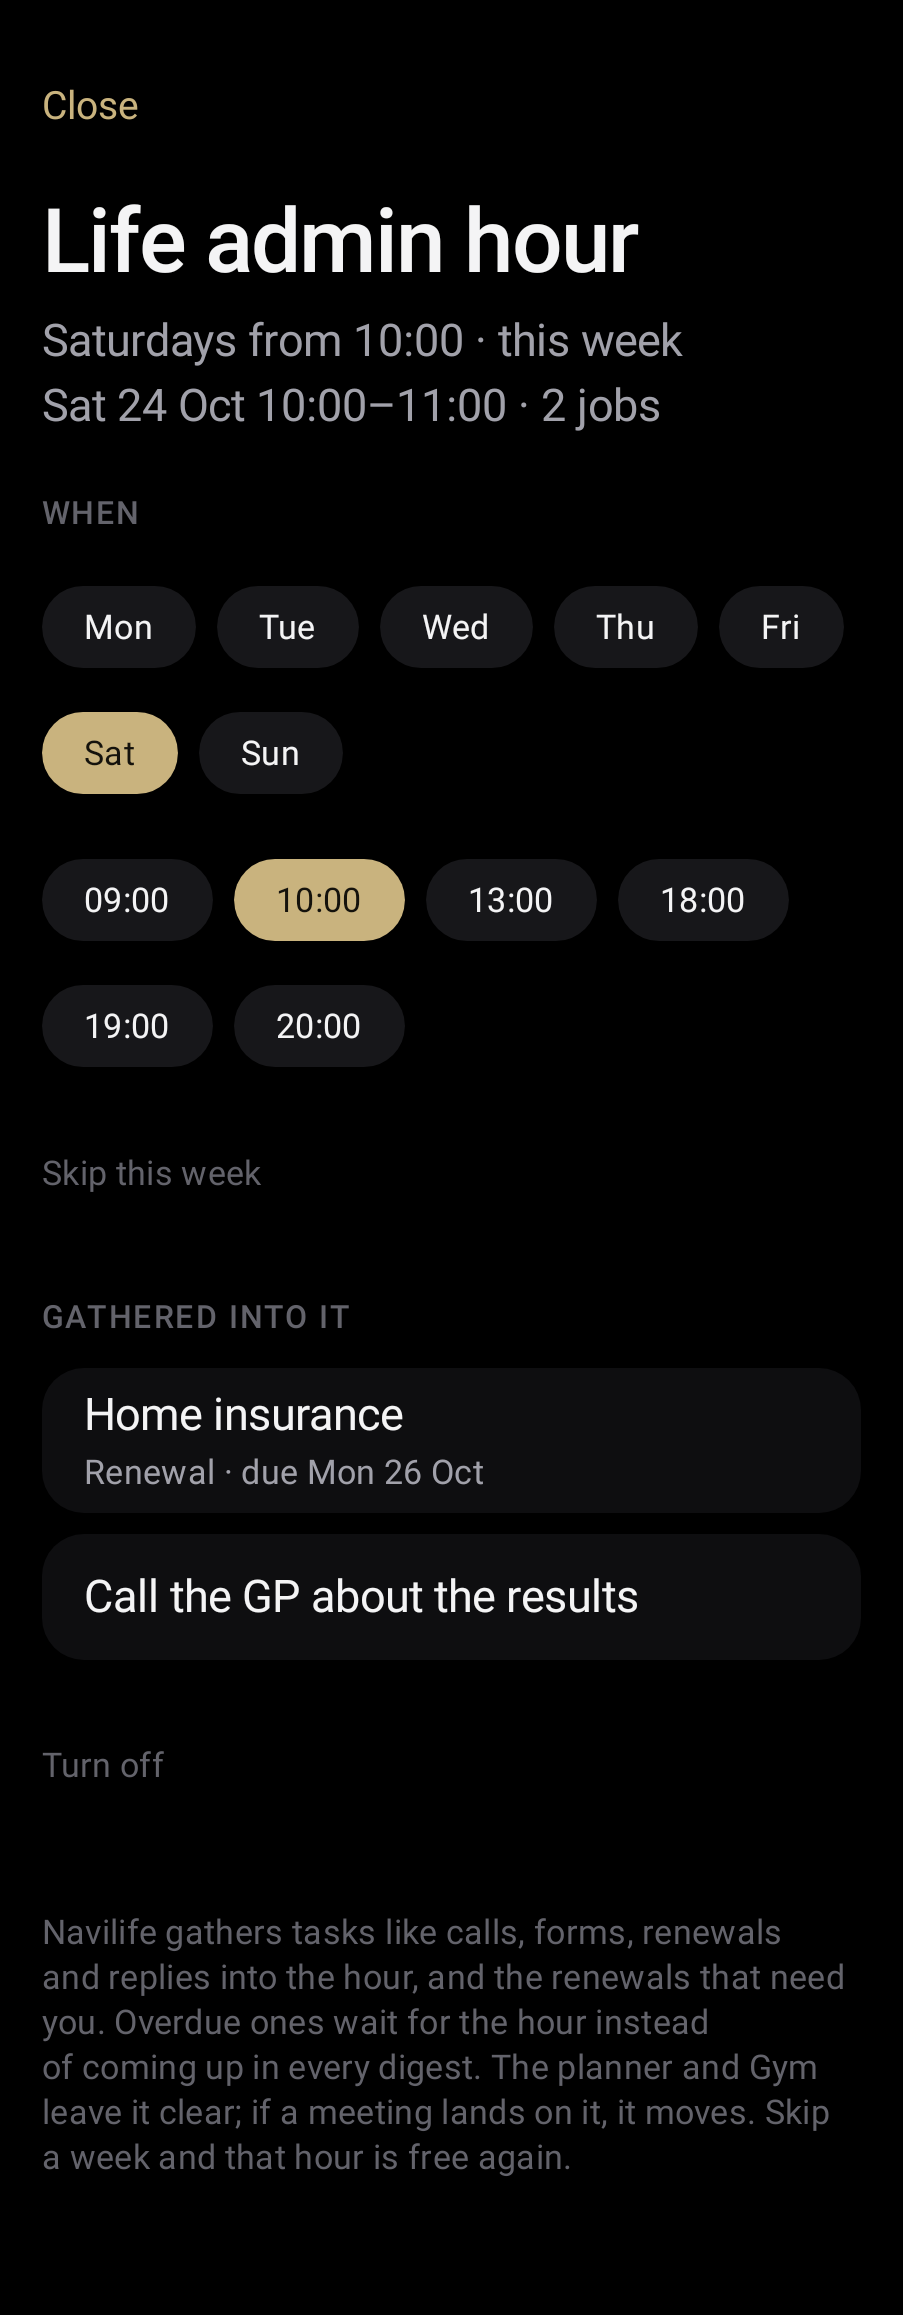 Close
Life admin hour
Saturdays from 10:00 · this week
Sat 24 Oct 10:00–11:00 · 2 jobs
WHEN
Mon Tue Wed Thu Fri
Sat Sun
09:00 10:00 13:00 18:00
19:00 20:00
Skip this week
GATHERED INTO IT
Home insurance
Renewal · due Mon 26 Oct
Call the GP about the results
Turn off
Navilife gathers tasks like calls, forms, renewals
and replies into the hour, and the renewals that need
you. Overdue ones wait for the hour instead
of coming up in every digest. The planner and Gym
leave it clear; if a meeting lands on it, it moves. Skip
a week and that hour is free again.